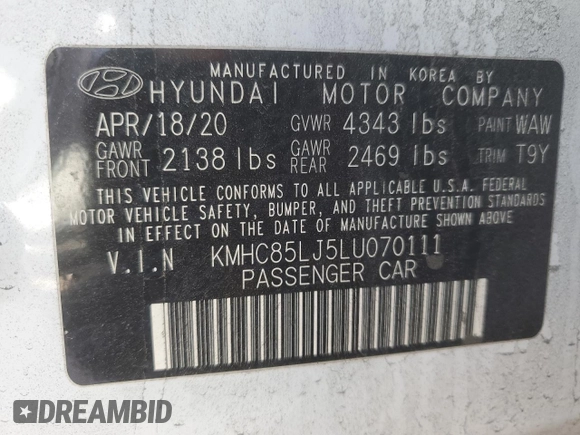 MANUFACTURED IN KOREA BY
HYUNDAI MOTOR COMPANY
APR/18/20 GVWR 4343 lbs PAINT WAW
GAWR FRONT 2138 lbs GAWR REAR 2469 lbs TRIM T9Y
THIS VEHICLE CONFORMS TO ALL APPLICABLE U.S.A. FEDERAL
MOTOR VEHICLE SAFETY, BUMPER, AND THEFT PREVENTION STANDARDS
IN EFFECT ON THE DATE OF MANUFACTURE SHOWN ABOVE
V.I.N KMHC85LJ5LU070111
PASSENGER CAR
DREAMBID